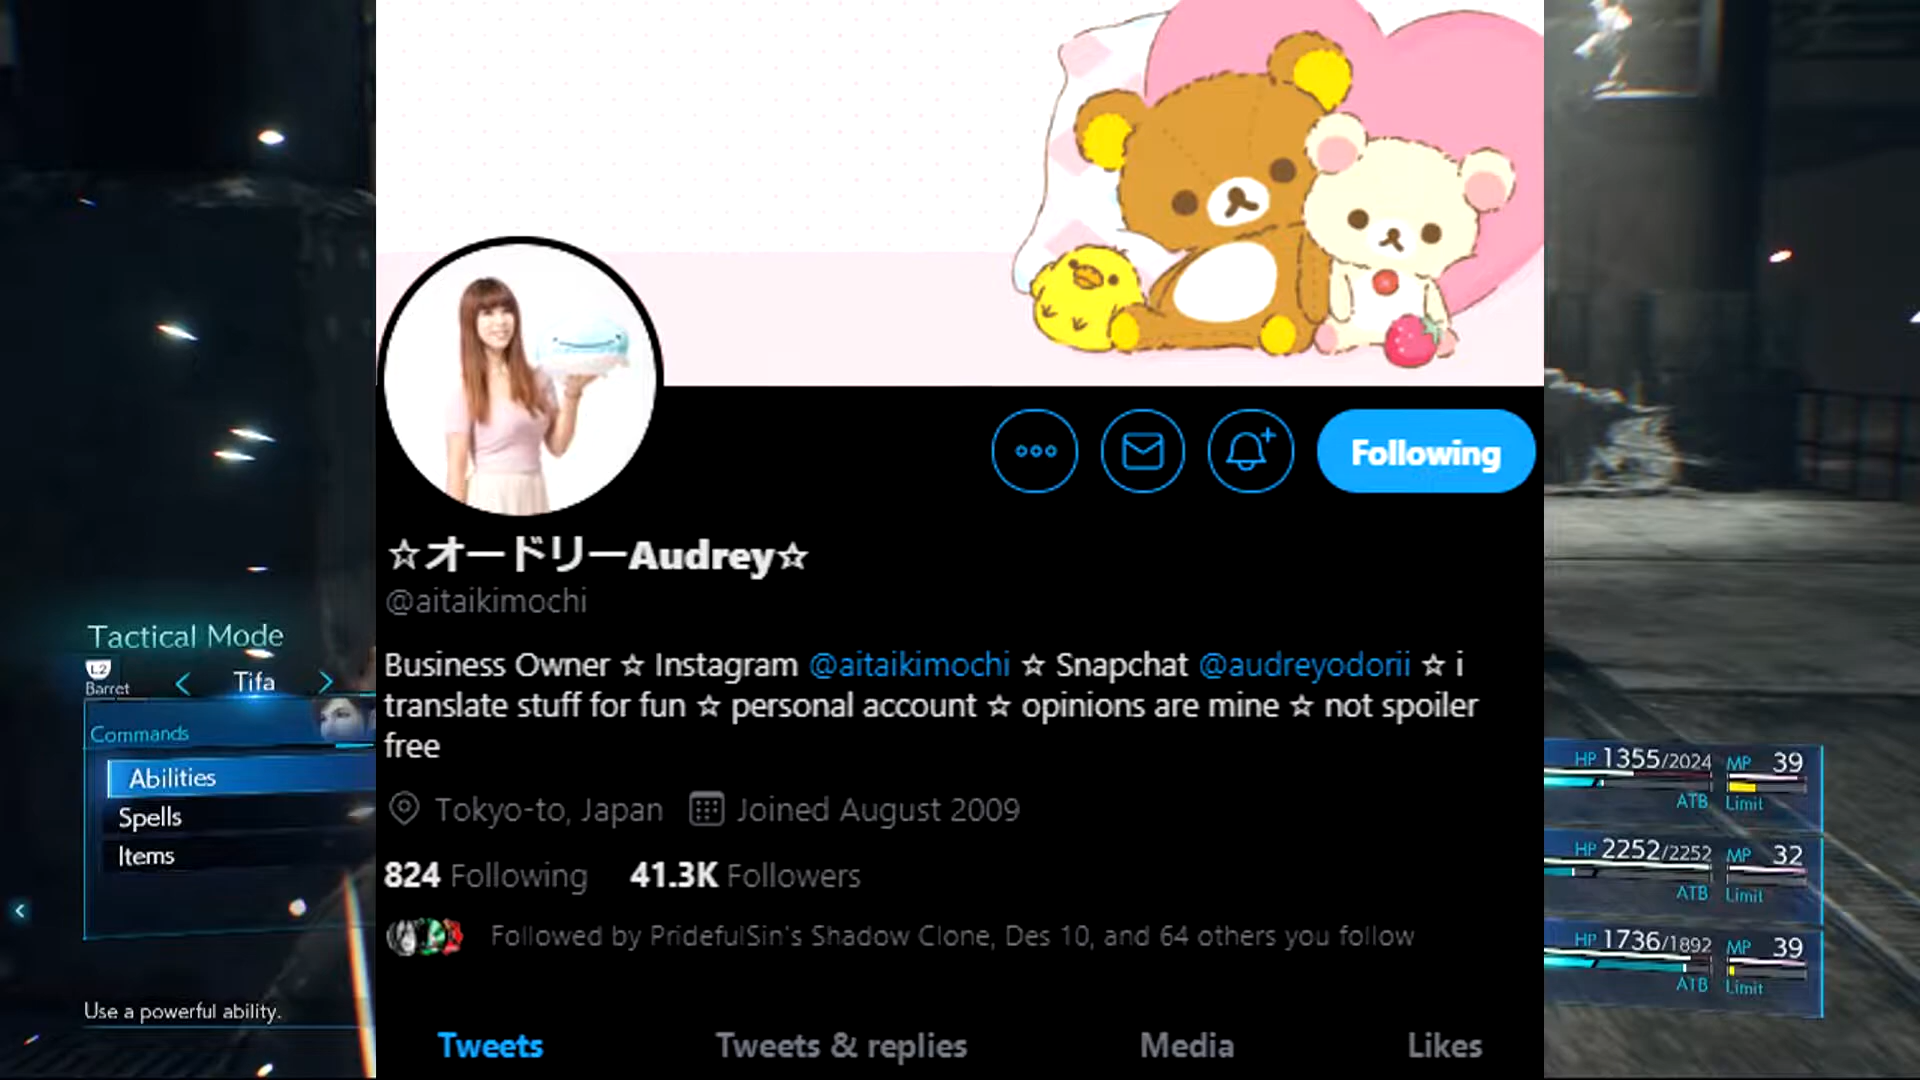 Following
☆オードリーAudrey☆
@aitaikimochi
Business Owner ☆ Instagram @aitaikimochi ☆ Snapchat @audreyodorii ☆ i
translate stuff for fun ☆ personal account ☆ opinions are mine ☆ not spoiler
free
Tokyo-to, Japan Joined August 2009
824 Following 41.3K Followers
Followed by PridefulSin's Shadow Clone, Des 10, and 64 others you follow
Tweets Tweets & replies Media Likes
Tactical Mode
L2
Barret Tifa
Commands
Abilities
Spells
Items
Use a powerful ability.
HP 1355/2024 MP 39
ATB Limit
HP 2252/2252 MP 32
ATB Limit
HP 1736/1892 MP 39
ATB Limit